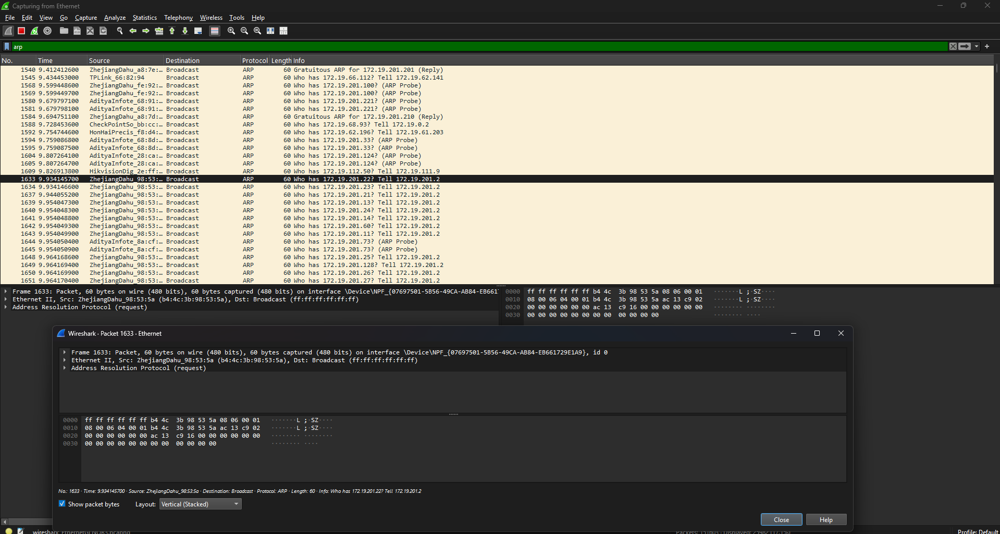 Capturing from Ethernet
File Edit View Go Capture Analyze Statistics Telephony Wireless Tools Help
arp
No. Time Source Destination Protocol Length Info
1540 9.412412600 ZhejiangDahu_a8:7e:… Broadcast ARP 60 Gratuitous ARP for 172.19.201.201 (Reply)
1545 9.434453000 TPLink_66:82:94 Broadcast ARP 60 Who has 172.19.66.112? Tell 172.19.62.141
1568 9.599448600 ZhejiangDahu_fe:92:… Broadcast ARP 60 Who has 172.19.201.100? (ARP Probe)
1569 9.599449700 ZhejiangDahu_fe:92:… Broadcast ARP 60 Who has 172.19.201.100? (ARP Probe)
1580 9.679797100 AdityaInfote_68:91:… Broadcast ARP 60 Who has 172.19.201.221? (ARP Probe)
1581 9.679798100 AdityaInfote_68:91:… Broadcast ARP 60 Who has 172.19.201.221? (ARP Probe)
1584 9.694751100 ZhejiangDahu_a8:7d:… Broadcast ARP 60 Gratuitous ARP for 172.19.201.210 (Reply)
1588 9.728453600 CheckPointSo_bb:cc:… Broadcast ARP 60 Who has 172.19.68.93? Tell 172.19.0.2
1592 9.754744600 HonHaiPrecis_f8:d4:… Broadcast ARP 60 Who has 172.19.62.196? Tell 172.19.61.203
1594 9.759086800 AdityaInfote_68:8d:… Broadcast ARP 60 Who has 172.19.201.33? (ARP Probe)
1595 9.759087500 AdityaInfote_68:8d:… Broadcast ARP 60 Who has 172.19.201.33? (ARP Probe)
1604 9.807264100 AdityaInfote_28:ca:… Broadcast ARP 60 Who has 172.19.201.124? (ARP Probe)
1605 9.807264700 AdityaInfote_28:ca:… Broadcast ARP 60 Who has 172.19.201.124? (ARP Probe)
1609 9.826913800 HikvisionDig_2e:ff:… Broadcast ARP 60 Who has 172.19.112.50? Tell 172.19.111.9
1633 9.934145700 ZhejiangDahu_98:53:… Broadcast ARP 60 Who has 172.19.201.22? Tell 172.19.201.2
1634 9.934146600 ZhejiangDahu_98:53:… Broadcast ARP 60 Who has 172.19.201.23? Tell 172.19.201.2
1637 9.944055200 ZhejiangDahu_98:53:… Broadcast ARP 60 Who has 172.19.201.21? Tell 172.19.201.2
1639 9.954047300 ZhejiangDahu_98:53:… Broadcast ARP 60 Who has 172.19.201.13? Tell 172.19.201.2
1640 9.954048300 ZhejiangDahu_98:53:… Broadcast ARP 60 Who has 172.19.201.24? Tell 172.19.201.2
1641 9.954048800 ZhejiangDahu_98:53:… Broadcast ARP 60 Who has 172.19.201.14? Tell 172.19.201.2
1642 9.954049300 ZhejiangDahu_98:53:… Broadcast ARP 60 Who has 172.19.201.60? Tell 172.19.201.2
1643 9.954049900 ZhejiangDahu_98:53:… Broadcast ARP 60 Who has 172.19.201.11? Tell 172.19.201.2
1644 9.954050400 AdityaInfote_8a:cf:… Broadcast ARP 60 Who has 172.19.201.73? (ARP Probe)
1645 9.954050900 AdityaInfote_8a:cf:… Broadcast ARP 60 Who has 172.19.201.73? (ARP Probe)
1648 9.964168600 ZhejiangDahu_98:53:… Broadcast ARP 60 Who has 172.19.201.25? Tell 172.19.201.2
1649 9.964169400 ZhejiangDahu_98:53:… Broadcast ARP 60 Who has 172.19.201.128? Tell 172.19.201.2
1650 9.964169900 ZhejiangDahu_98:53:… Broadcast ARP 60 Who has 172.19.201.26? Tell 172.19.201.2
1651 9.964170400 ZhejiangDahu_98:53:… Broadcast ARP 60 Who has 172.19.201.27? Tell 172.19.201.2
Frame 1633: Packet, 60 bytes on wire (480 bits), 60 bytes captured (480 bits) on interface \Device\NPF_{07697501-5B56-49CA-AB84-EB661
Ethernet II, Src: ZhejiangDahu_98:53:5a (b4:4c:3b:98:53:5a), Dst: Broadcast (ff:ff:ff:ff:ff:ff)
Address Resolution Protocol (request)
0000 ff ff ff ff ff ff b4 4c 3b 98 53 5a 08 06 00 01 ·······L ;·SZ····
0010 08 00 06 04 00 01 b4 4c 3b 98 53 5a ac 13 c9 02 ·······L ;·SZ····
0020 00 00 00 00 00 00 ac 13 c9 16 00 00 00 00 00 00 ········ ········
0030 00 00 00 00 00 00 00 00 00 00 00 00 ········ ····
Wireshark · Packet 1633 · Ethernet
Frame 1633: Packet, 60 bytes on wire (480 bits), 60 bytes captured (480 bits) on interface \Device\NPF_{07697501-5B56-49CA-AB84-EB661729E1A9}, id 0
Ethernet II, Src: ZhejiangDahu_98:53:5a (b4:4c:3b:98:53:5a), Dst: Broadcast (ff:ff:ff:ff:ff:ff)
Address Resolution Protocol (request)
0000 ff ff ff ff ff ff b4 4c 3b 98 53 5a 08 06 00 01 ·······L ;·SZ····
0010 08 00 06 04 00 01 b4 4c 3b 98 53 5a ac 13 c9 02 ·······L ;·SZ····
0020 00 00 00 00 00 00 ac 13 c9 16 00 00 00 00 00 00 ········ ········
0030 00 00 00 00 00 00 00 00 00 00 00 00 ········ ····
No.: 1633 · Time: 9.934145700 · Source: ZhejiangDahu_98:53:5a · Destination: Broadcast · Protocol: ARP · Length: 60 · Info: Who has 172.19.201.22? Tell 172.19.201.2
Show packet bytes Layout: Vertical (Stacked)
Close Help
Profile: Default